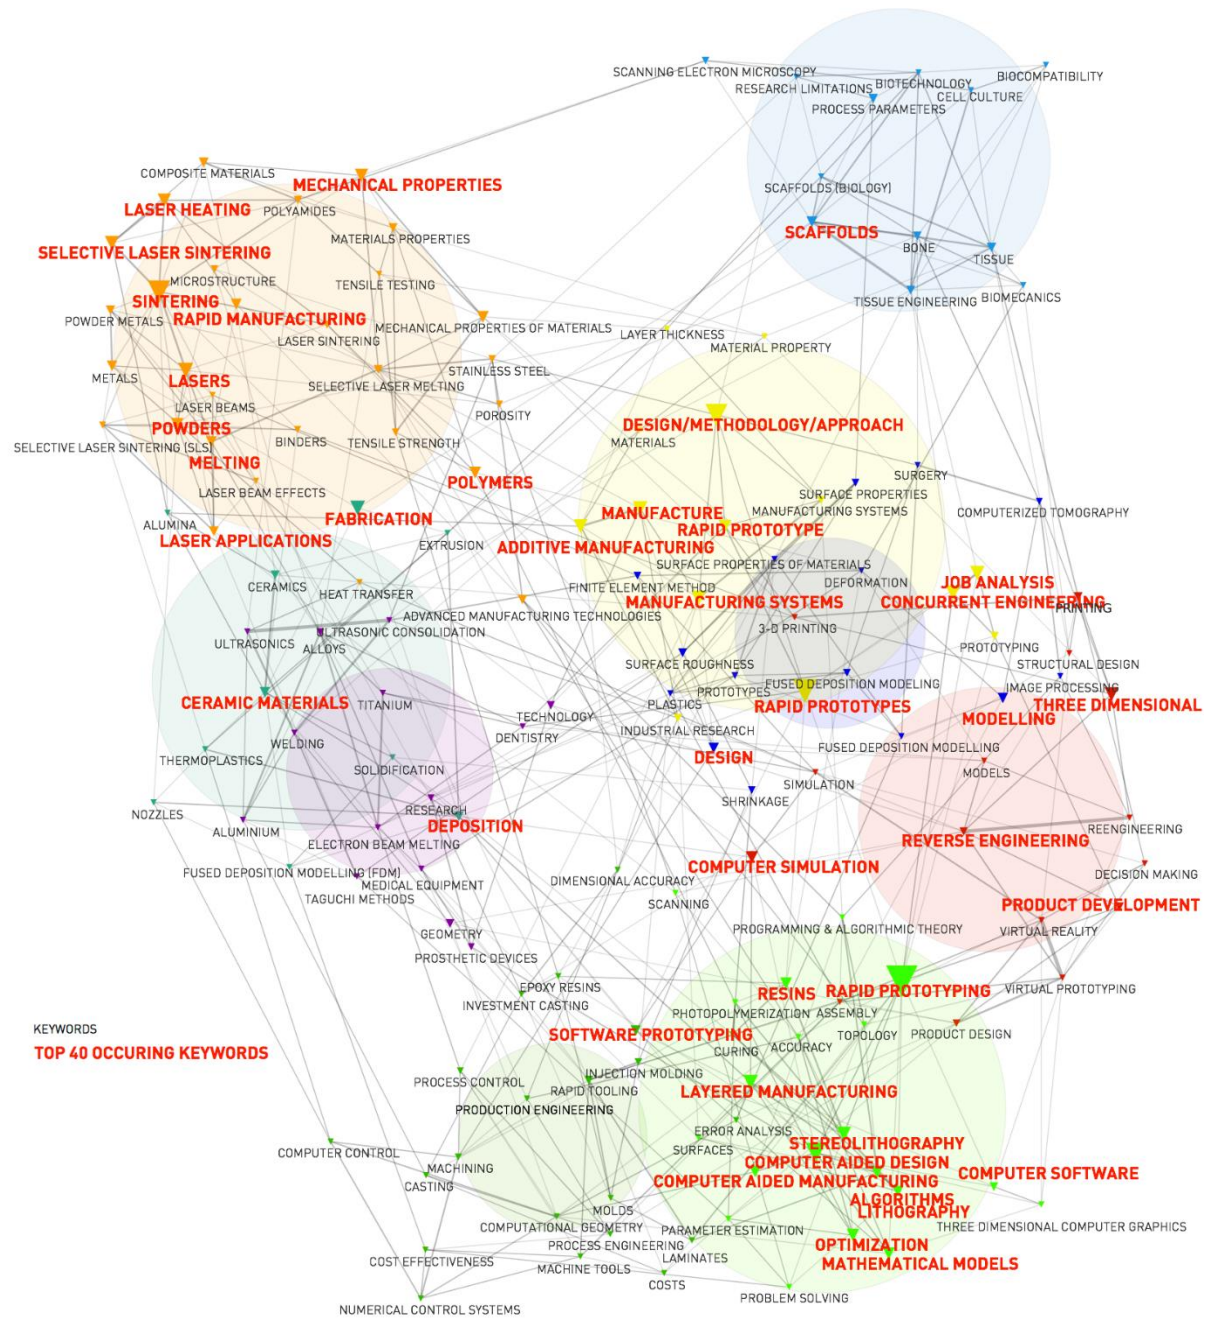 SCANNING ELECTRON MICROSCOPY
BIOTECHNOLOGY
BIOCOMPATIBILITY
RESEARCH LIMITATIONS
CELL CULTURE
PROCESS PARAMETERS
COMPOSITE MATERIALS
MECHANICAL PROPERTIES
SCAFFOLDS (BIOLOGY)
LASER HEATING
POLYAMIDES
SCAFFOLDS
MATERIALS PROPERTIES
BONE
SELECTIVE LASER SINTERING
TISSUE
MICROSTRUCTURE
TENSILE TESTING
SINTERING
TISSUE ENGINEERING
BIOMECANICS
POWDER METALS
RAPID MANUFACTURING
MECHANICAL PROPERTIES OF MATERIALS
LAYER THICKNESS
LASER SINTERING
MATERIAL PROPERTY
STAINLESS STEEL
METALS
LASERS
SELECTIVE LASER MELTING
LASER BEAMS
POROSITY
DESIGN/METHODOLOGY/APPROACH
POWDERS
BINDERS
TENSILE STRENGTH
MATERIALS
SELECTIVE LASER SINTERING (SLS)
MELTING
SURGERY
POLYMERS
LASER BEAM EFFECTS
SURFACE PROPERTIES
MANUFACTURING SYSTEMS
COMPUTERIZED TOMOGRAPHY
FABRICATION
MANUFACTURE
ALUMINA
RAPID PROTOTYPE
LASER APPLICATIONS
EXTRUSION
ADDITIVE MANUFACTURING
SURFACE PROPERTIES OF MATERIALS
CERAMICS
HEAT TRANSFER
FINITE ELEMENT METHOD
DEFORMATION
JOB ANALYSIS
MANUFACTURING SYSTEMS
CONCURRENT ENGINEERING
PRINTING
ADVANCED MANUFACTURING TECHNOLOGIES
3-D PRINTING
ULTRASONIC CONSOLIDATION
ULTRASONICS
ALLOYS
PROTOTYPING
SURFACE ROUGHNESS
STRUCTURAL DESIGN
FUSED DEPOSITION MODELING
IMAGE PROCESSING
PROTOTYPES
CERAMIC MATERIALS
TITANIUM
PLASTICS
RAPID PROTOTYPES
THREE DIMENSIONAL
TECHNOLOGY
MODELLING
DENTISTRY
INDUSTRIAL RESEARCH
WELDING
FUSED DEPOSITION MODELLING
THERMOPLASTICS
DESIGN
SOLIDIFICATION
MODELS
SIMULATION
SHRINKAGE
NOZZLES
RESEARCH
DEPOSITION
ALUMINIUM
REENGINEERING
REVERSE ENGINEERING
ELECTRON BEAM MELTING
COMPUTER SIMULATION
FUSED DEPOSITION MODELLING (FDM)
DECISION MAKING
DIMENSIONAL ACCURACY
MEDICAL EQUIPMENT
TAGUCHI METHODS
SCANNING
PRODUCT DEVELOPMENT
PROGRAMMING & ALGORITHMIC THEORY
VIRTUAL REALITY
GEOMETRY
PROSTHETIC DEVICES
EPOXY RESINS
RESINS
RAPID PROTOTYPING
VIRTUAL PROTOTYPING
INVESTMENT CASTING
PHOTOPOLYMERIZATION
ASSEMBLY
KEYWORDS
SOFTWARE PROTOTYPING
TOPOLOGY
PRODUCT DESIGN
TOP 40 OCCURING KEYWORDS
CURING
ACCURACY
INJECTION MOLDING
PROCESS CONTROL
RAPID TOOLING
LAYERED MANUFACTURING
PRODUCTION ENGINEERING
ERROR ANALYSIS
STEREOLITHOGRAPHY
SURFACES
COMPUTER CONTROL
COMPUTER AIDED DESIGN
MACHINING
COMPUTER SOFTWARE
COMPUTER AIDED MANUFACTURING
CASTING
ALGORITHMS
MOLDS
LITHOGRAPHY
COMPUTATIONAL GEOMETRY
PARAMETER ESTIMATION
THREE DIMENSIONAL COMPUTER GRAPHICS
PROCESS ENGINEERING
OPTIMIZATION
COST EFFECTIVENESS
LAMINATES
MATHEMATICAL MODELS
MACHINE TOOLS
COSTS
PROBLEM SOLVING
NUMERICAL CONTROL SYSTEMS